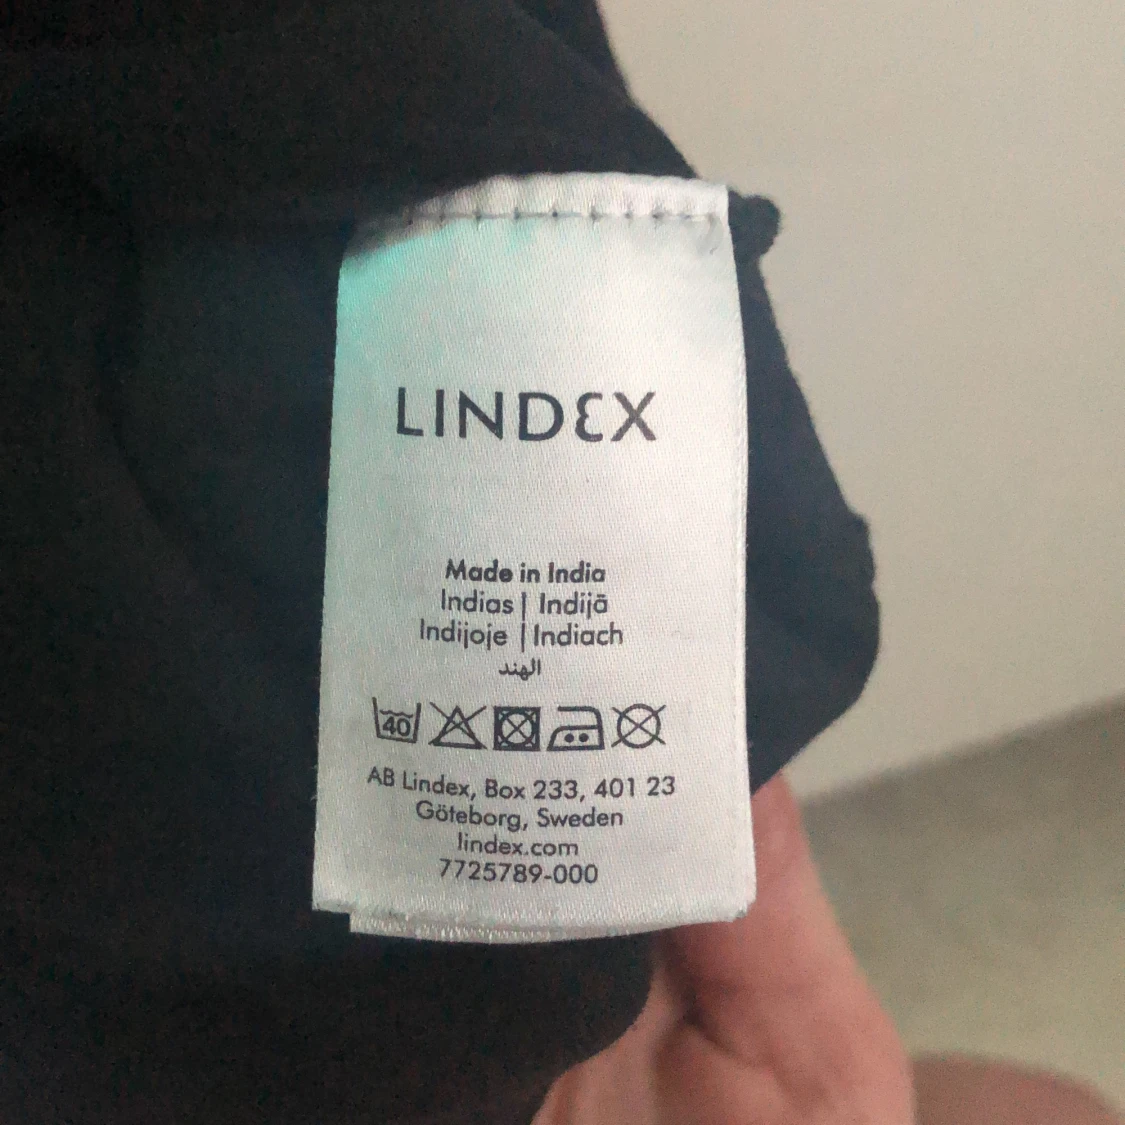 LINDEX
Made in India
Indias | Indijā
Indijoje | Indiach
الهند
40
AB Lindex, Box 233, 401 23
Göteborg, Sweden
lindex.com
7725789-000